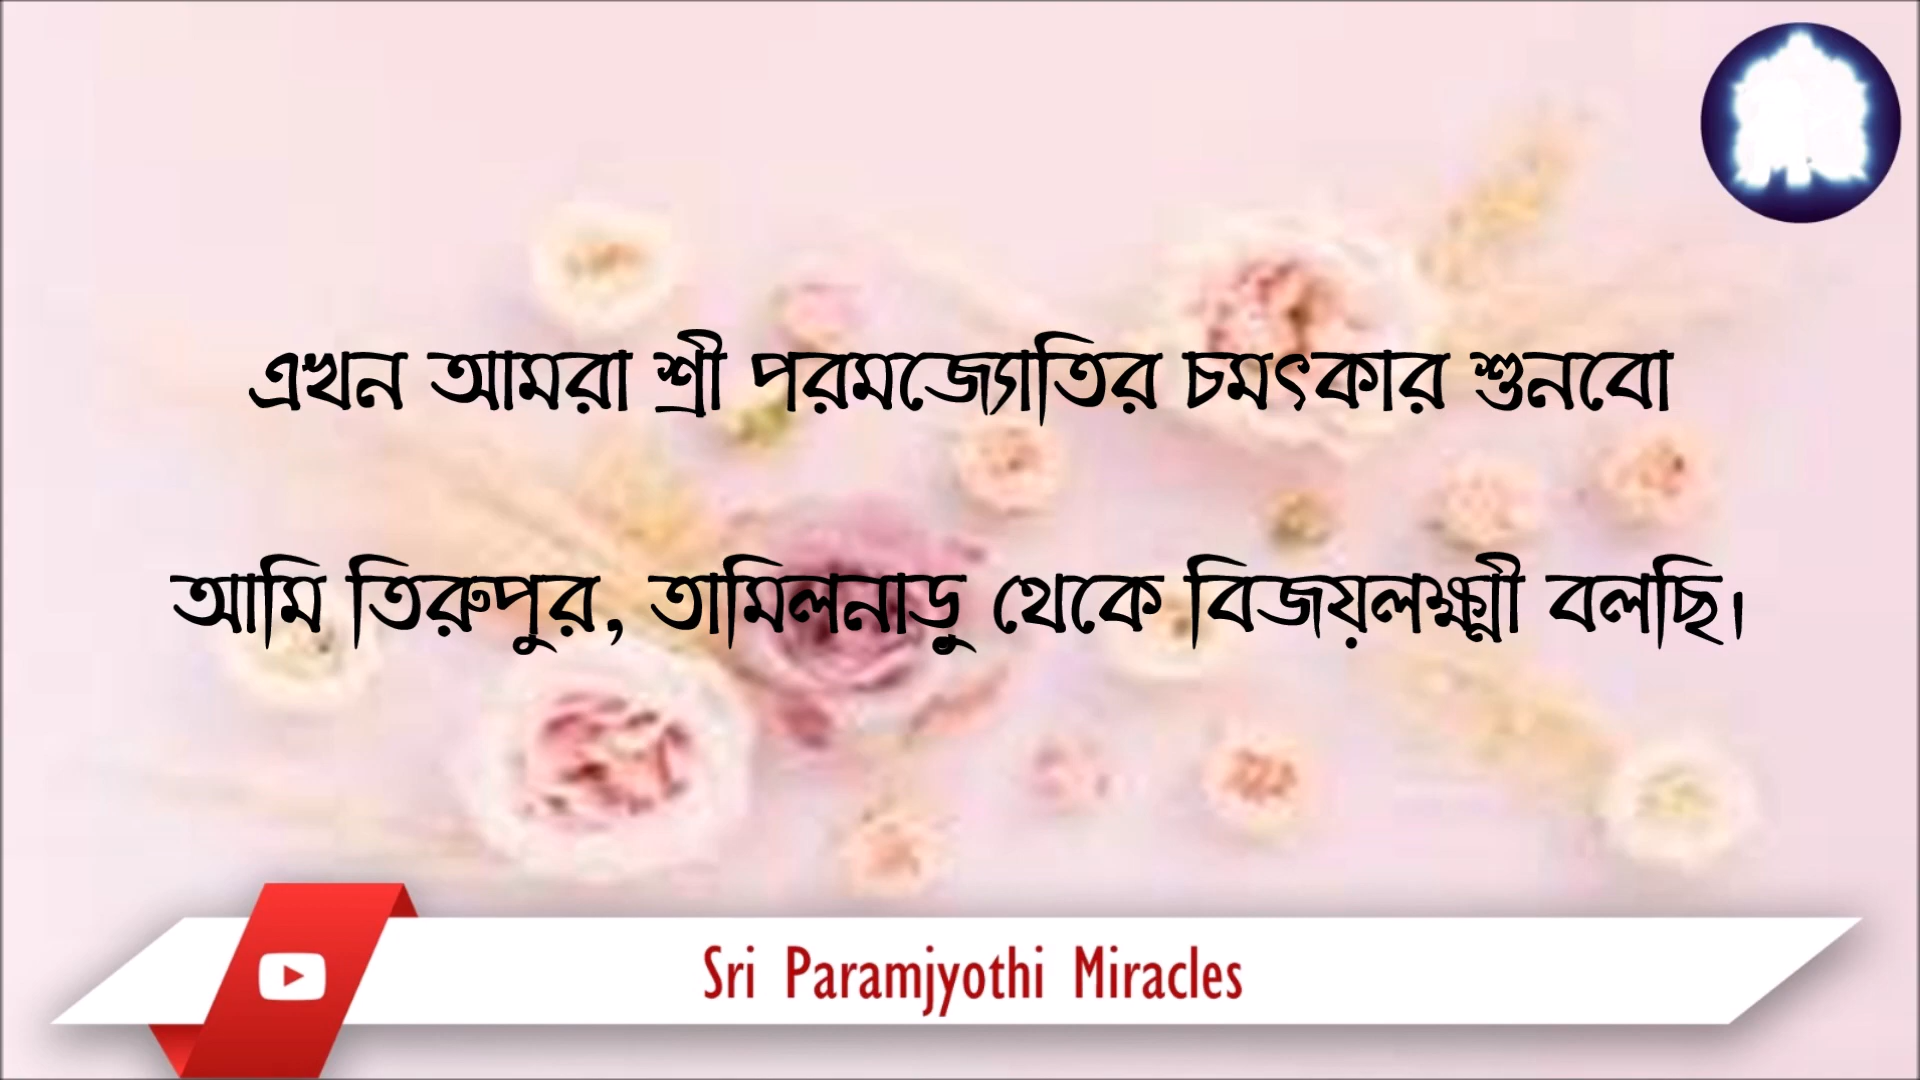 এখন আমরা শ্রী পরমজ্যোতির চমৎকার শুনবো
আমি তিরুপুর, তামিলনাড়ু থেকে বিজয়লক্ষ্মী বলছি।
Sri Paramjyothi Miracles